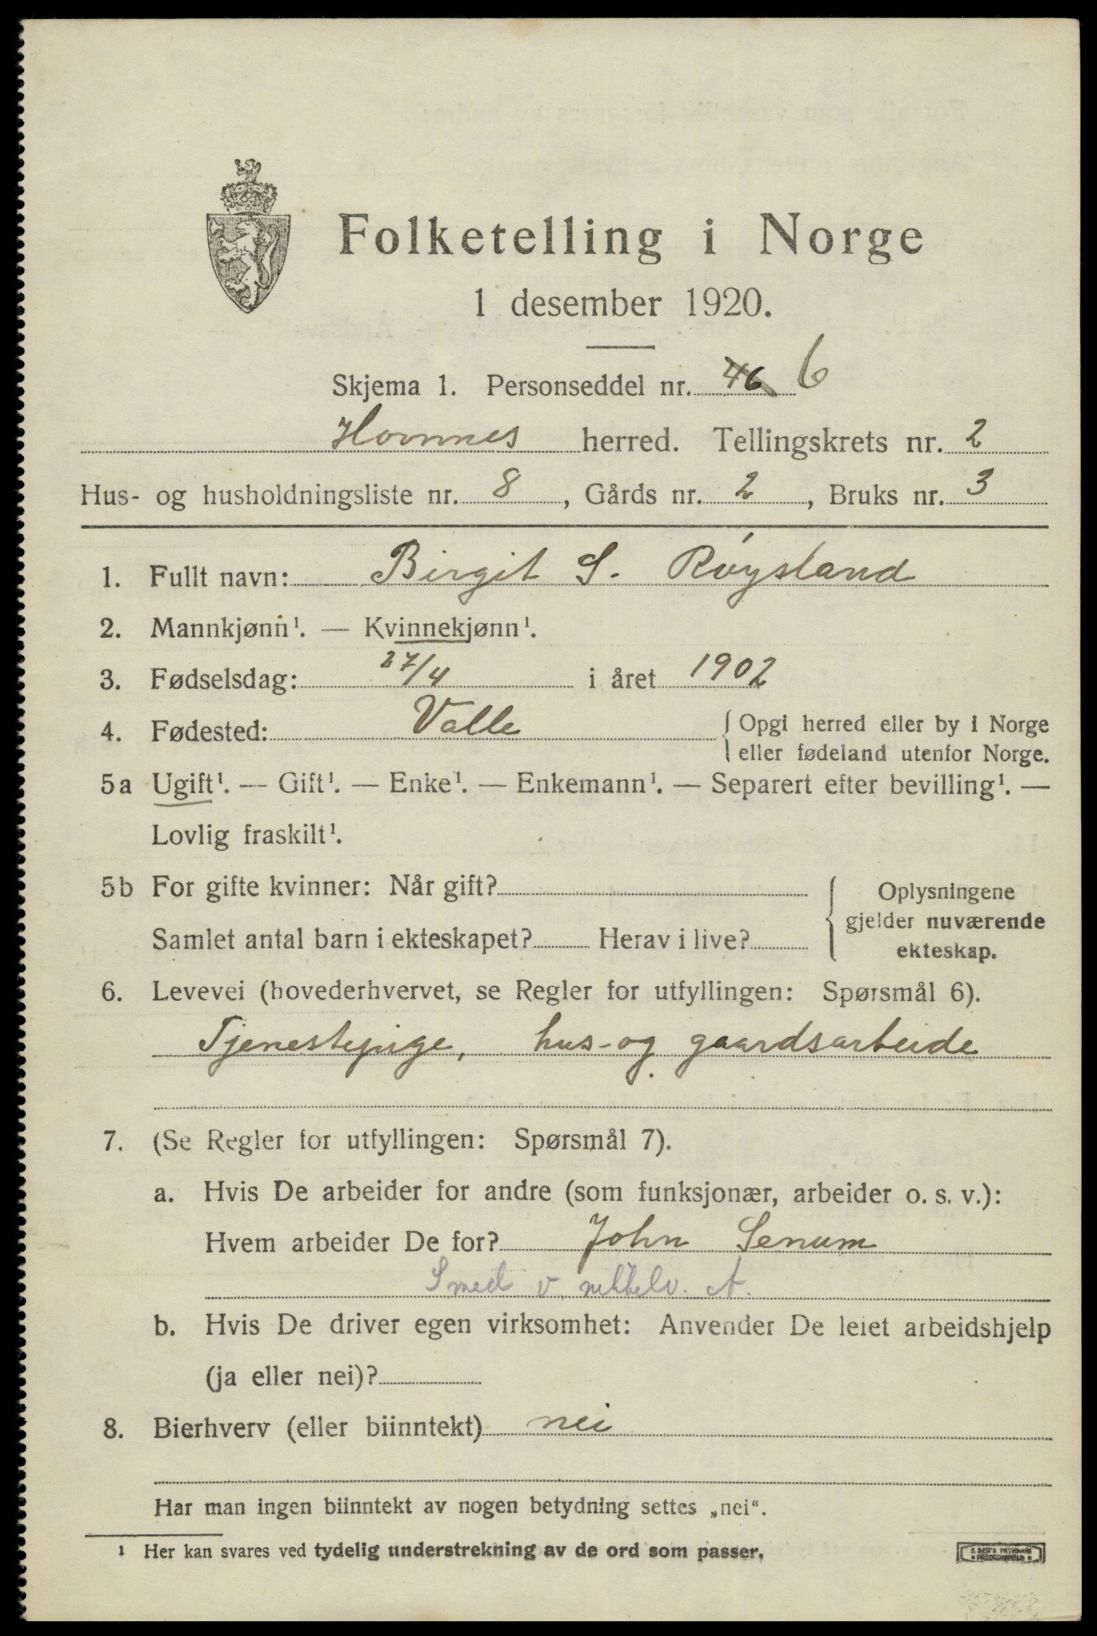 Folketelling i Norge
1 desember 1920.
Skjema 1. Personseddel nr. 46 6
Hornnes herred. Tellingskrets nr. 2
Hus- og husholdningsliste nr. 8, Gårds nr. 2, Bruks nr. 3
1. Fullt navn: Birgit S. Røysland
2. Mannkjønn¹. — Kvinnekjønn¹.
3. Fødselsdag: 27/4 i året 1902
4. Fødested: Valle {Opgi herred eller by i Norge
eller fødeland utenfor Norge.
5a Ugift¹. — Gift¹. — Enke¹. — Enkemann¹. — Separert efter bevilling¹. —
Lovlig fraskilt¹.
5b For gifte kvinner: Når gift? { Oplysningene
gjelder nuværende
Samlet antal barn i ekteskapet? Herav i live?
ekteskap.
6. Levevei (hovederhvervet, se Regler for utfyllingen: Spørsmål 6).
Tjenestepige, hus- og gaardsarbeide
7. (Se Regler for utfyllingen: Spørsmål 7).
a. Hvis De arbeider for andre (som funksjonær, arbeider o. s. v.):
Hvem arbeider De for? John Senum
Smed v. nikkelv. A.
b. Hvis De driver egen virksomhet: Anvender De leiet arbeidshjelp
(ja eller nei)?
8. Bierhverv (eller biinntekt) nei
Har man ingen biinntekt av nogen betydning settes „nei“.
¹ Her kan svares ved tydelig understrekning av de ord som passer.